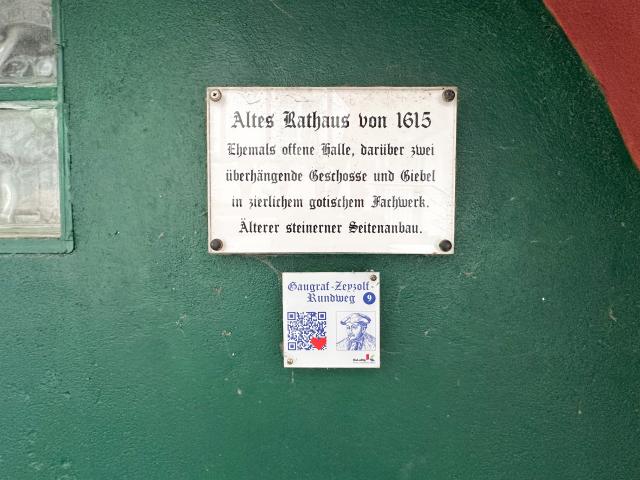 Altes Rathaus von 1615
Ehemals offene Halle, darüber zwei
überhängende Geschosse und Giebel
in zierlichem gotischem Fachwerk.
Älterer steinerner Seitenanbau.
Gaugraf-Zeyzolf-
Rundweg 9